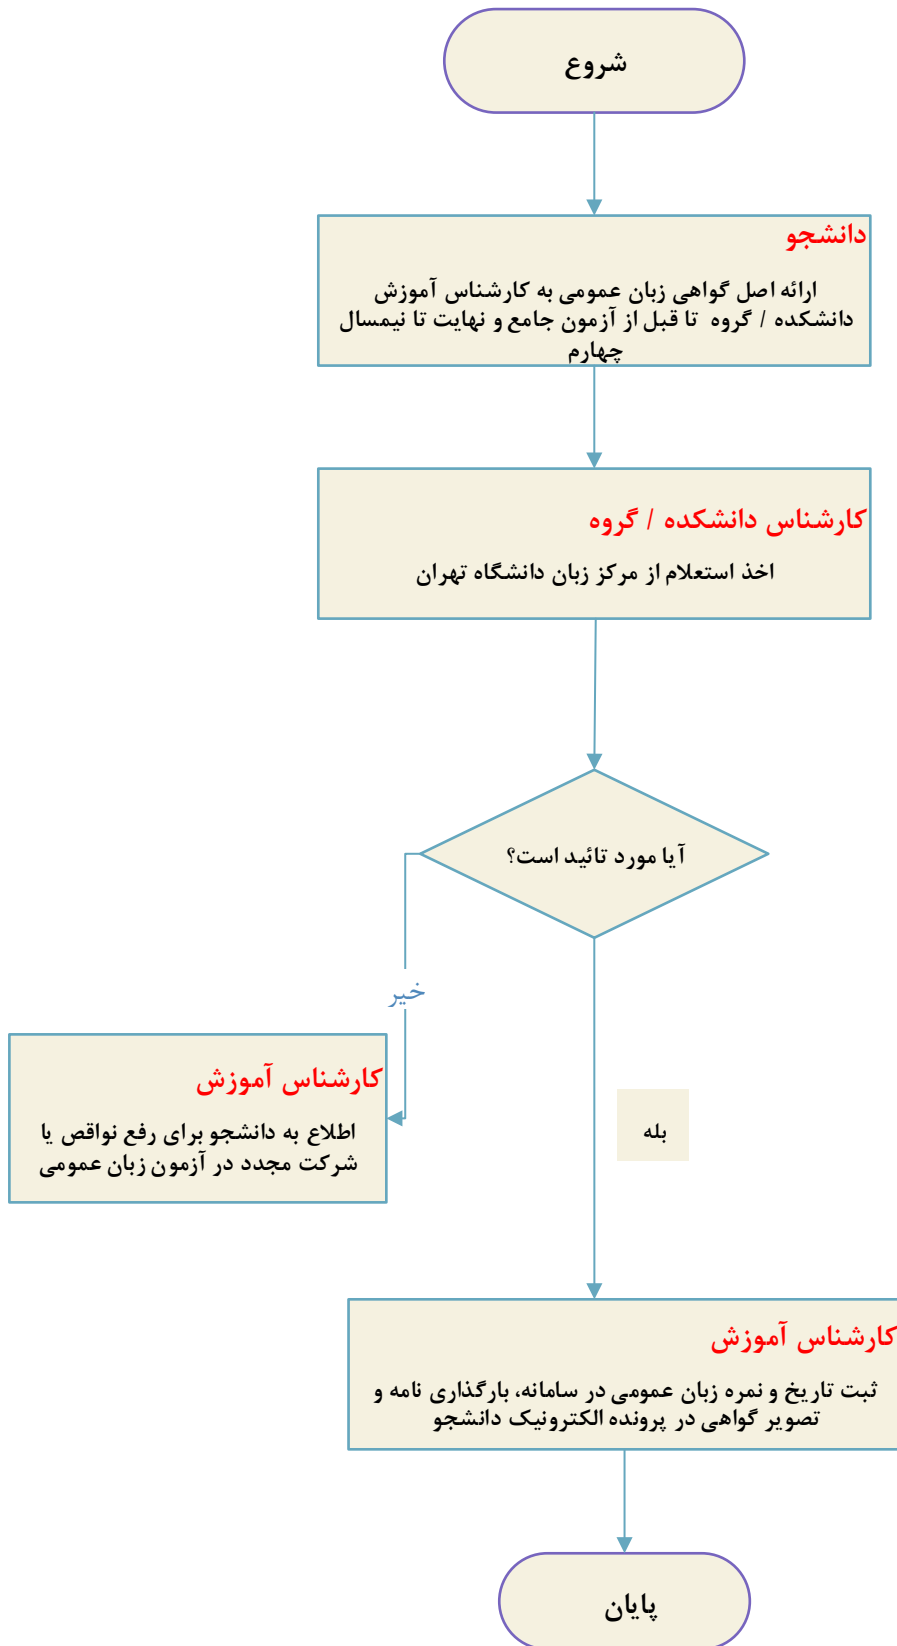 شروع
دانشجو
ارائه اصل گواهی زبان عمومی به کارشناس آموزش
دانشکده / گروه تا قبل از آزمون جامع و نهایت تا نیمسال
چهارم
کارشناس دانشکده / گروه
اخذ استعلام از مرکز زبان دانشگاه تهران
آیا مورد تائید است؟
خیر
کارشناس آموزش
اطلاع به دانشجو برای رفع نواقص یا
شرکت مجدد در آزمون زبان عمومی
بله
کارشناس آموزش
ثبت تاریخ و نمره زبان عمومی در سامانه، بارگذاری نامه و
تصویر گواهی در پرونده الکترونیک دانشجو
پایان